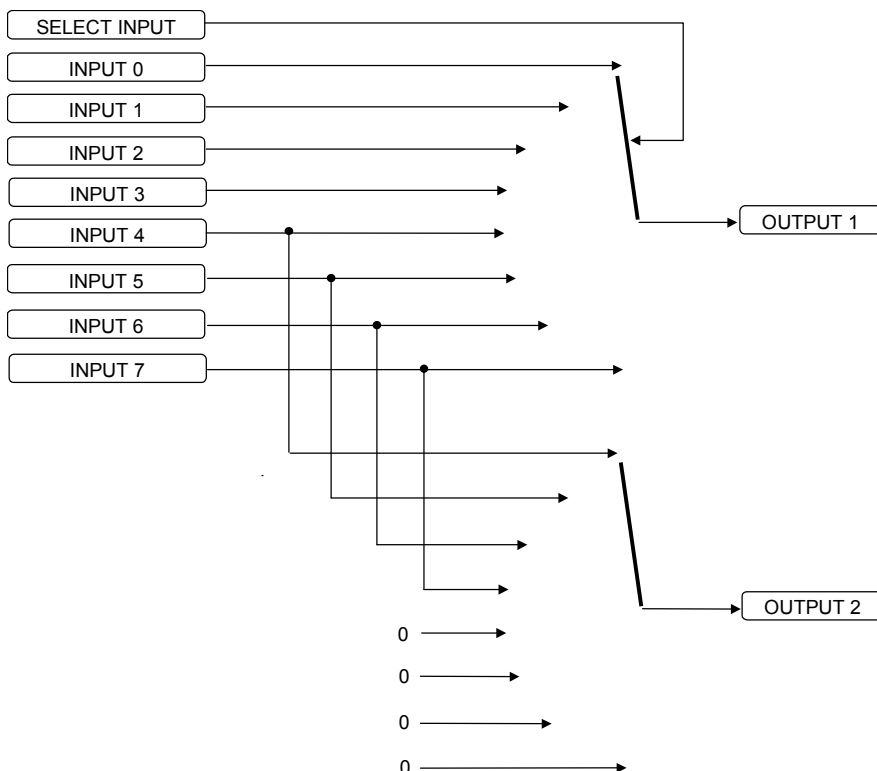 SELECT INPUT
INPUT 0
INPUT 1
INPUT 2
INPUT 3
INPUT 4
OUTPUT 1
INPUT 5
INPUT 6
INPUT 7
OUTPUT 2
0
0
0
0